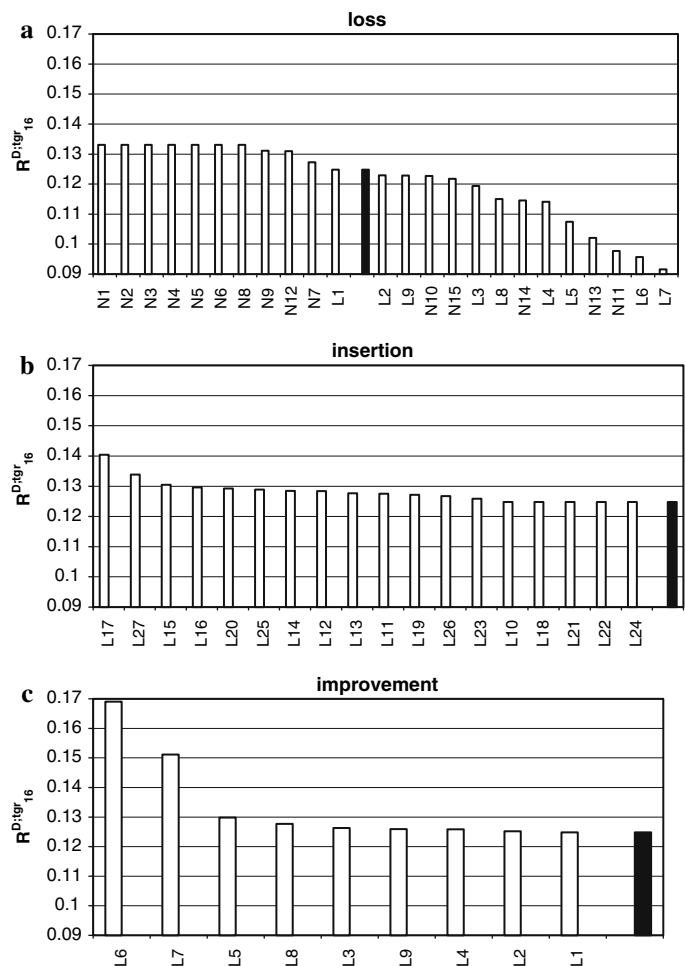 a
loss
0.17
0.16
0.15
0.14
0.13
0.12
0.11
0.1
0.09
R^D;tgr_16
N1 N2 N3 N4 N5 N6 N8 N9 N12 N7 L1 L2 L9 N10 N15 L3 L8 N14 L4 L5 N13 N11 L6 L7
b
insertion
0.17
0.16
0.15
0.14
0.13
0.12
0.11
0.1
0.09
R^D;tgr_16
L17 L27 L15 L16 L20 L25 L14 L12 L13 L11 L19 L26 L23 L10 L18 L21 L22 L24
c
improvement
0.17
0.16
0.15
0.14
0.13
0.12
0.11
0.1
0.09
R^D;tgr_16
L6 L7 L5 L8 L3 L9 L4 L2 L1